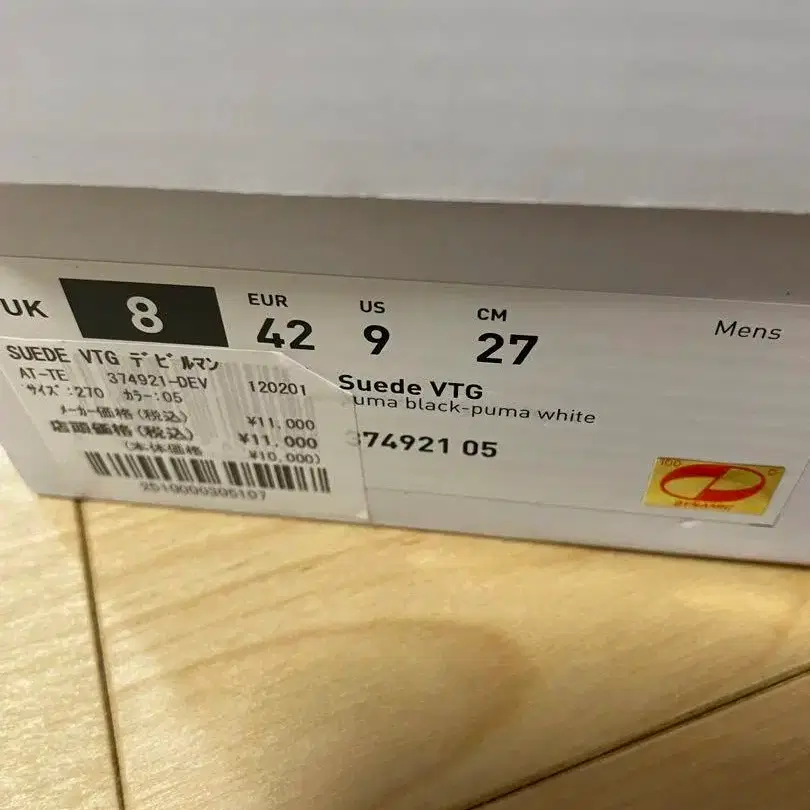 UK 8 EUR 42 US 9 CM 27 Mens
Suede VTG
uma black-puma white
374921 05
SUEDE VTG デビルマン
AT-TE 374921-DEV 120201
サイズ:270 カラー:05
メーカー価格(税込) ¥11,000
店頭価格(税込) ¥11,000
(本体価格 ¥10,000)
2510000305107
100
DYNAMIC